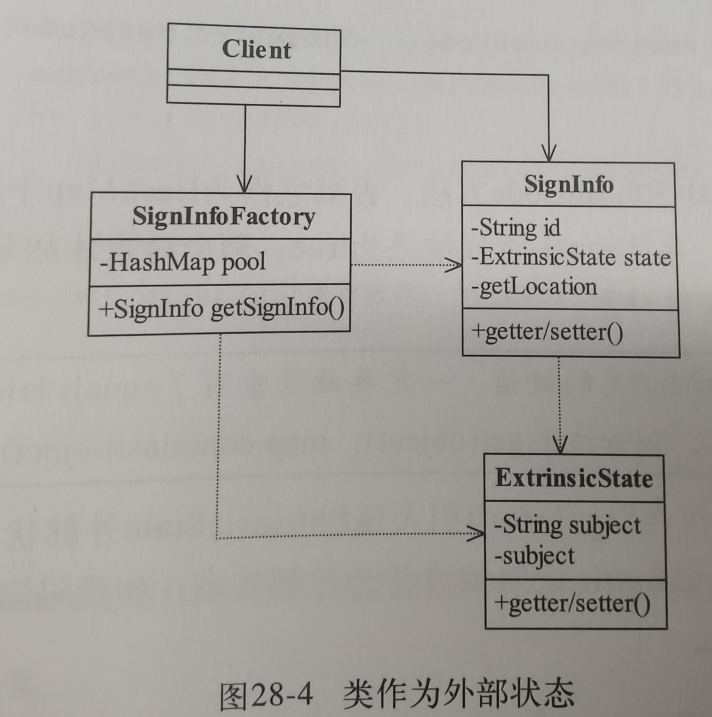 Client
SignInfoFactory
-HashMap pool
+SignInfo getSignInfo()
SignInfo
-String id
-ExtrinsicState state
-getLocation
+getter/setter()
ExtrinsicState
-String subject
-subject
+getter/setter()
图28-4 类作为外部状态